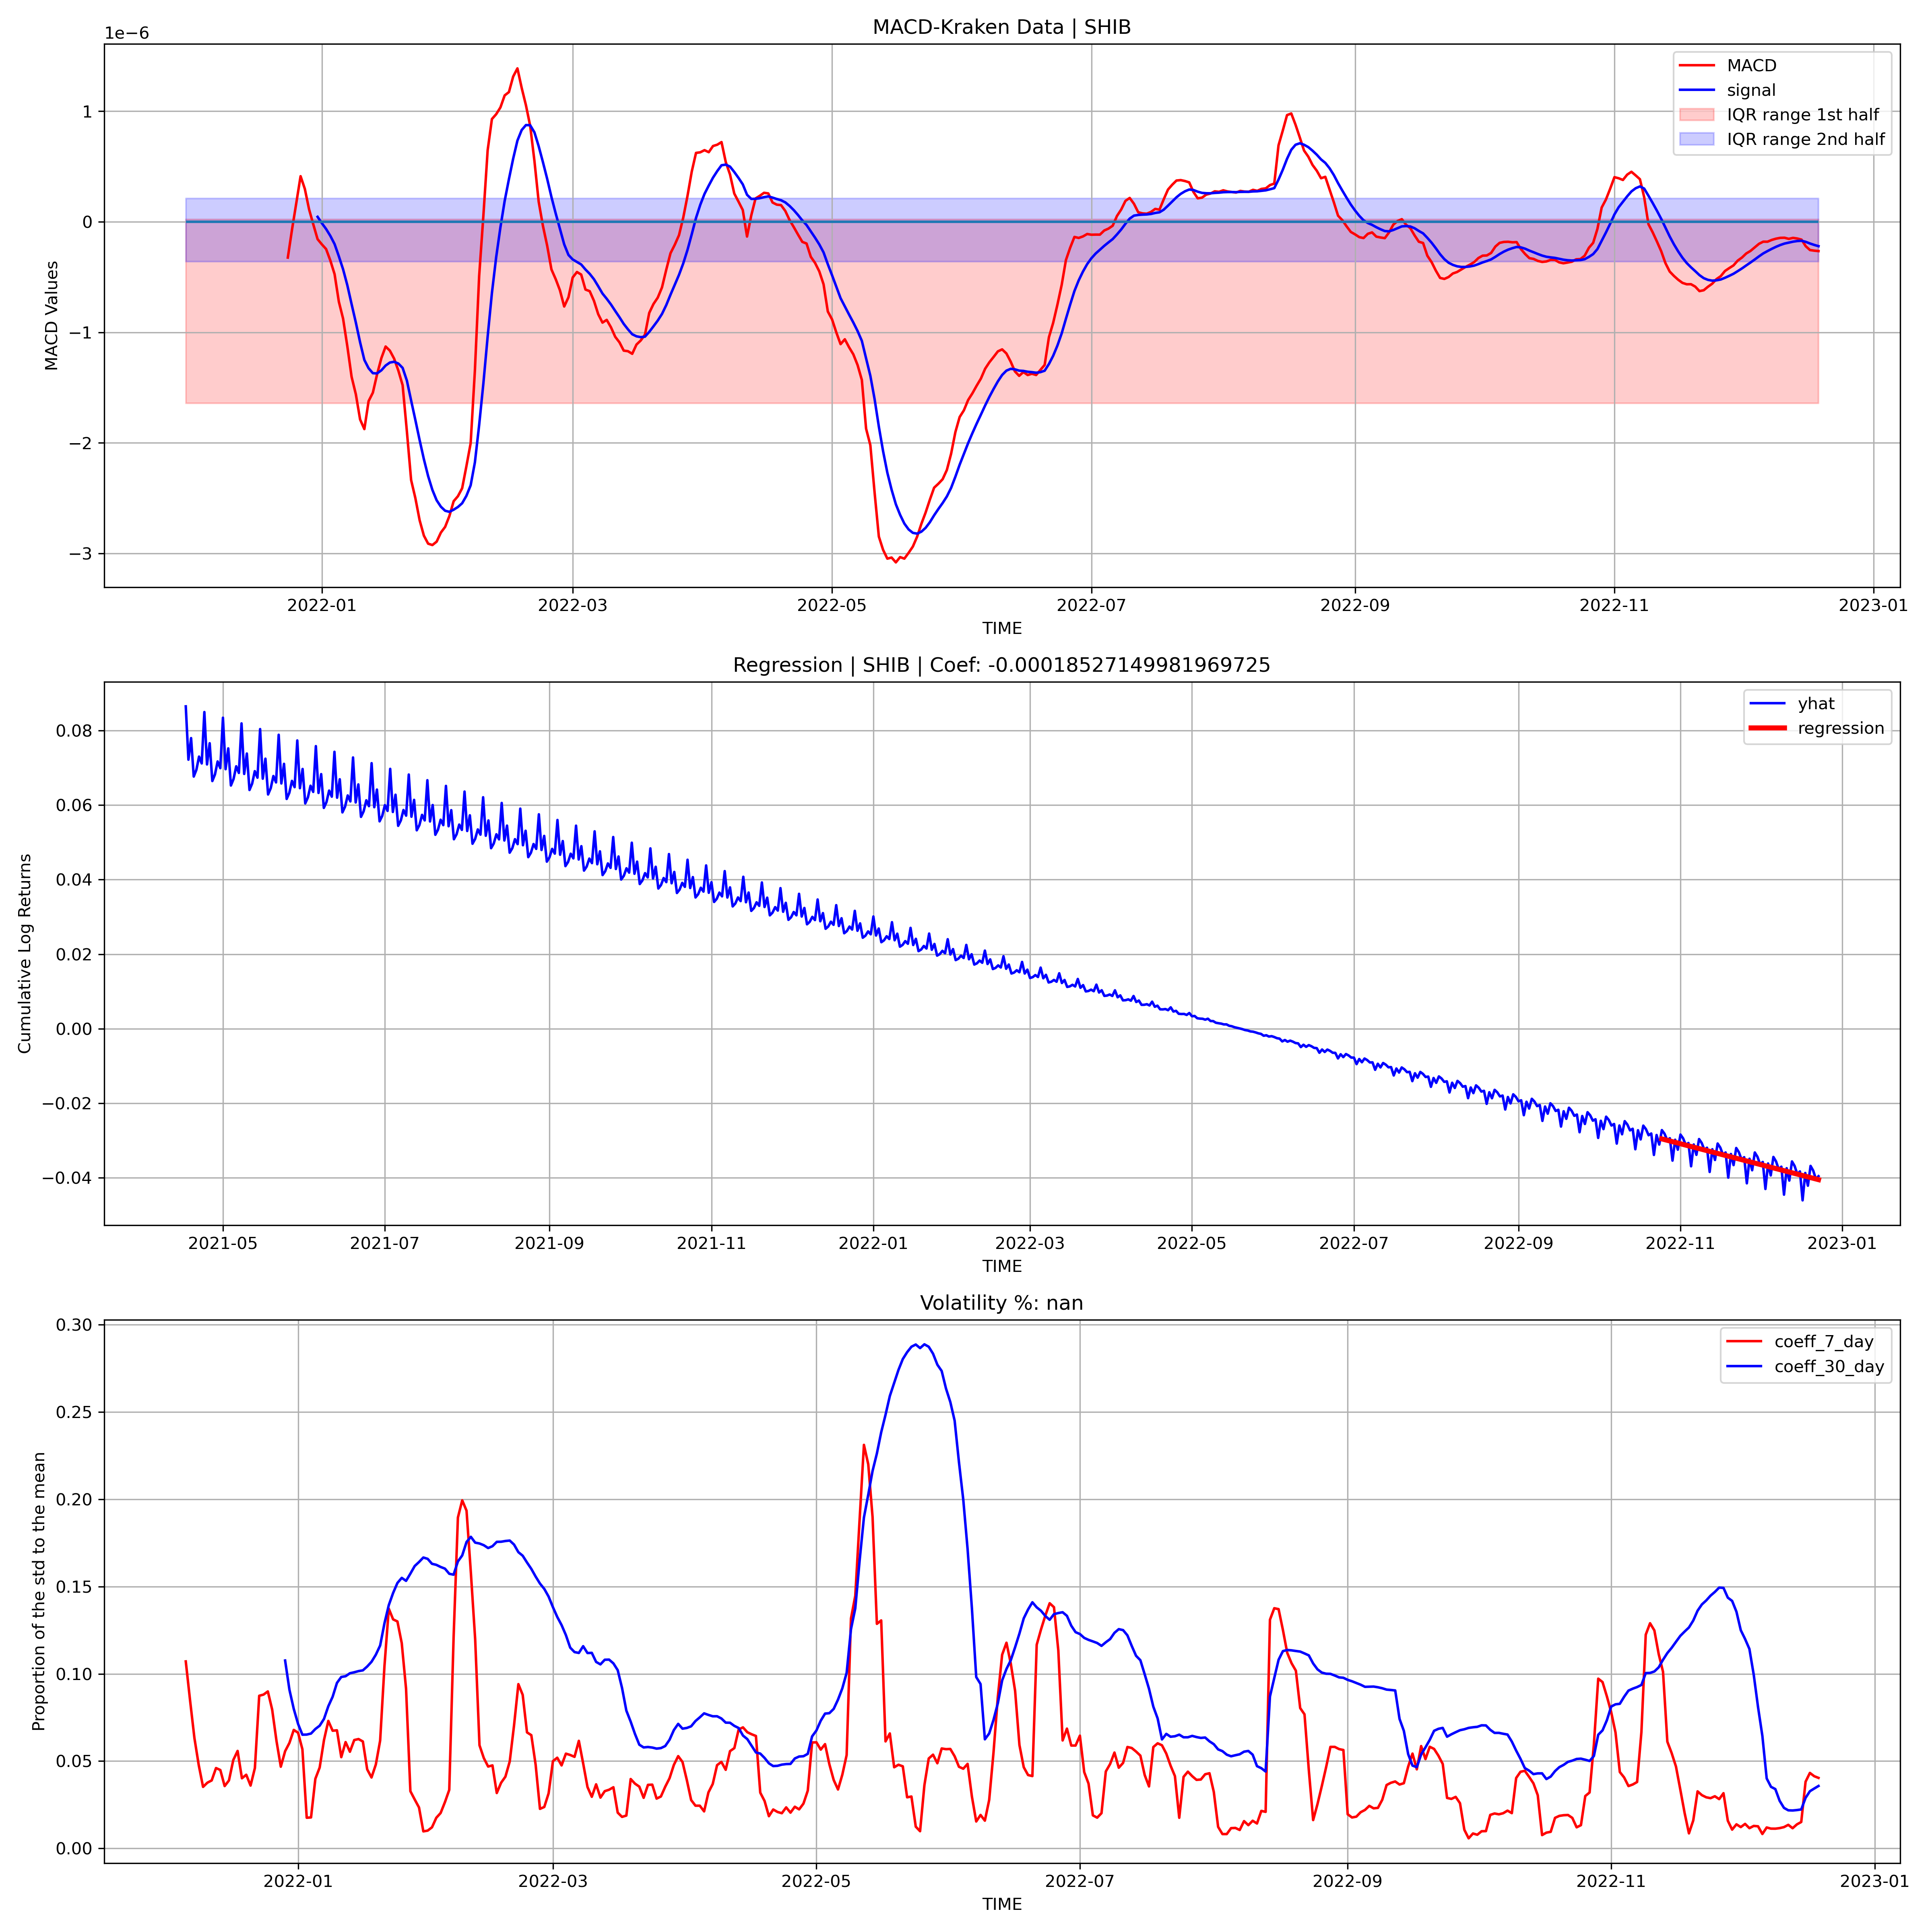 MACD-Kraken Data | SHIB
1e−6
MACD
signal
IQR range 1st half
IQR range 2nd half
1
0
−1
−2
−3
MACD Values
2022-01 2022-03 2022-05 2022-07 2022-09 2022-11 2023-01
TIME
Regression | SHIB | Coef: -0.00018527149981969725
yhat
regression
0.08
0.06
0.04
0.02
0.00
−0.02
−0.04
Cumulative Log Returns
2021-05 2021-07 2021-09 2021-11 2022-01 2022-03 2022-05 2022-07 2022-09 2022-11 2023-01
TIME
Volatility %: nan
coeff_7_day
coeff_30_day
0.30
0.25
0.20
0.15
0.10
0.05
0.00
Proportion of the std to the mean
2022-01 2022-03 2022-05 2022-07 2022-09 2022-11 2023-01
TIME